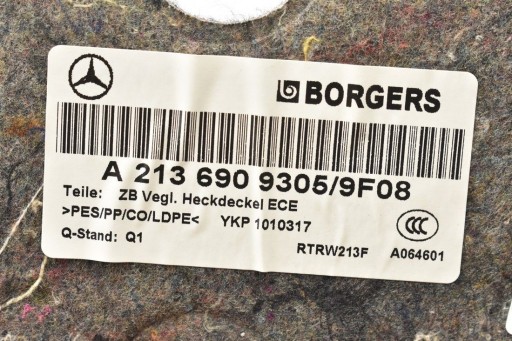 BORGERS
A 213 690 9305/9F08
Teile: ZB Vegl. Heckdeckel ECE
>PES/PP/CO/LDPE< YKP 1010317
Q-Stand: Q1
RTRW213F A064601
CCC